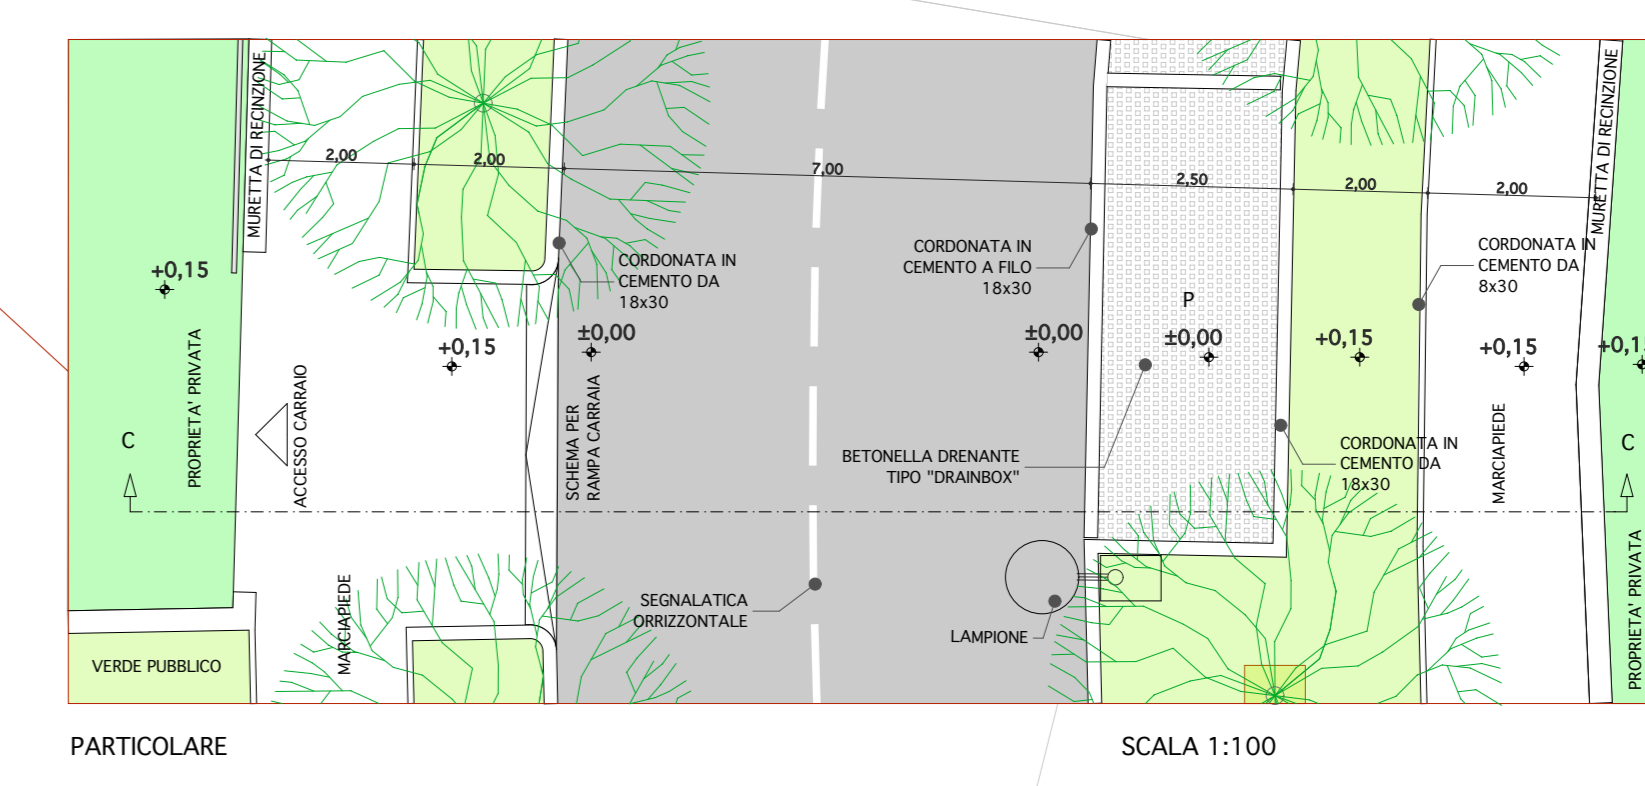 MURETTA DI RECINZIONE
2,00
2,00
7,00
2,50
2,00
2,00
MURETTA DI RECINZIONE
+0,15
PROPRIETA' PRIVATA
CORDONATA IN
CEMENTO DA
18x30
CORDONATA IN
CEMENTO A FILO
18x30
CORDONATA IN
CEMENTO DA
8x30
P
+0,15
±0,00
±0,00
±0,00
+0,15
+0,15
C
ACCESSO CARRAIO
SCHEMA PER
RAMPA CARRAIA
BETONELLA DRENANTE
TIPO "DRAINBOX"
CORDONATA IN
CEMENTO DA
18x30
MARCIAPIEDE
C
MARCIAPIEDE
SEGNALATICA
ORRIZZONTALE
LAMPIONE
PROPRIETA' PRIVATA
VERDE PUBBLICO
PARTICOLARE
SCALA 1:100